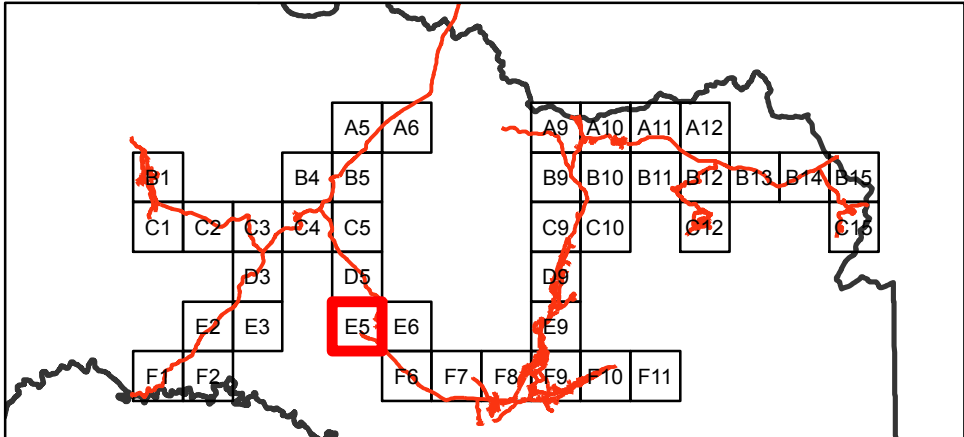 A5 A6 A9 A10 A11 A12
B1 B4 B5 B9 B10 B11 B12 B13 B14 B15
C1 C2 C3 C4 C5 C9 C10 C12 C15
D3 D5 D9
E2 E3 E5 E6 E9
F1 F2 F6 F7 F8 F9 F10 F11